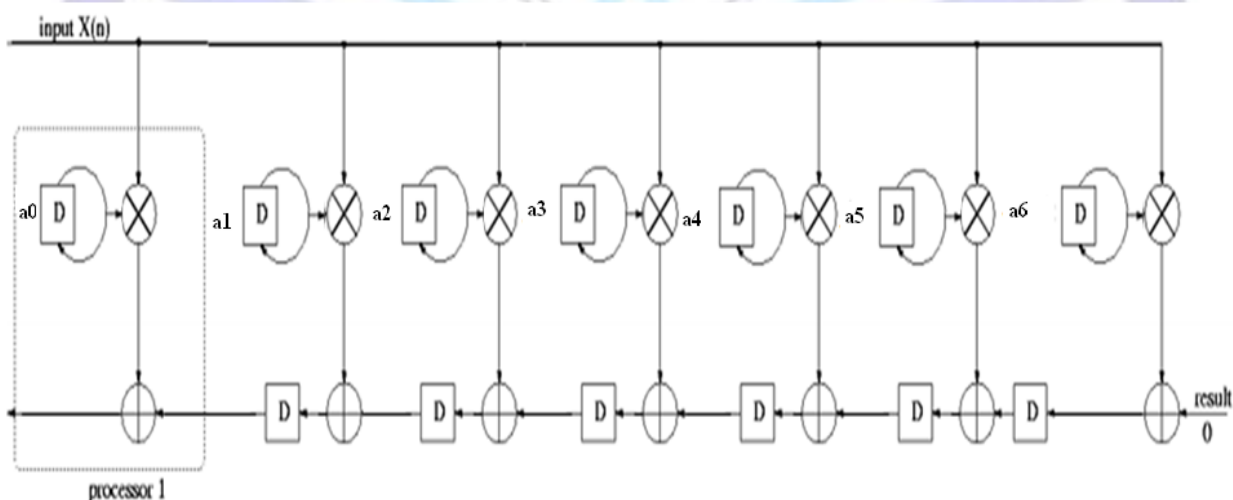 input X(n)
a0 D a1 D a2 D a3 D a4 D a5 D a6 D
D D D D D D result
0
processor 1